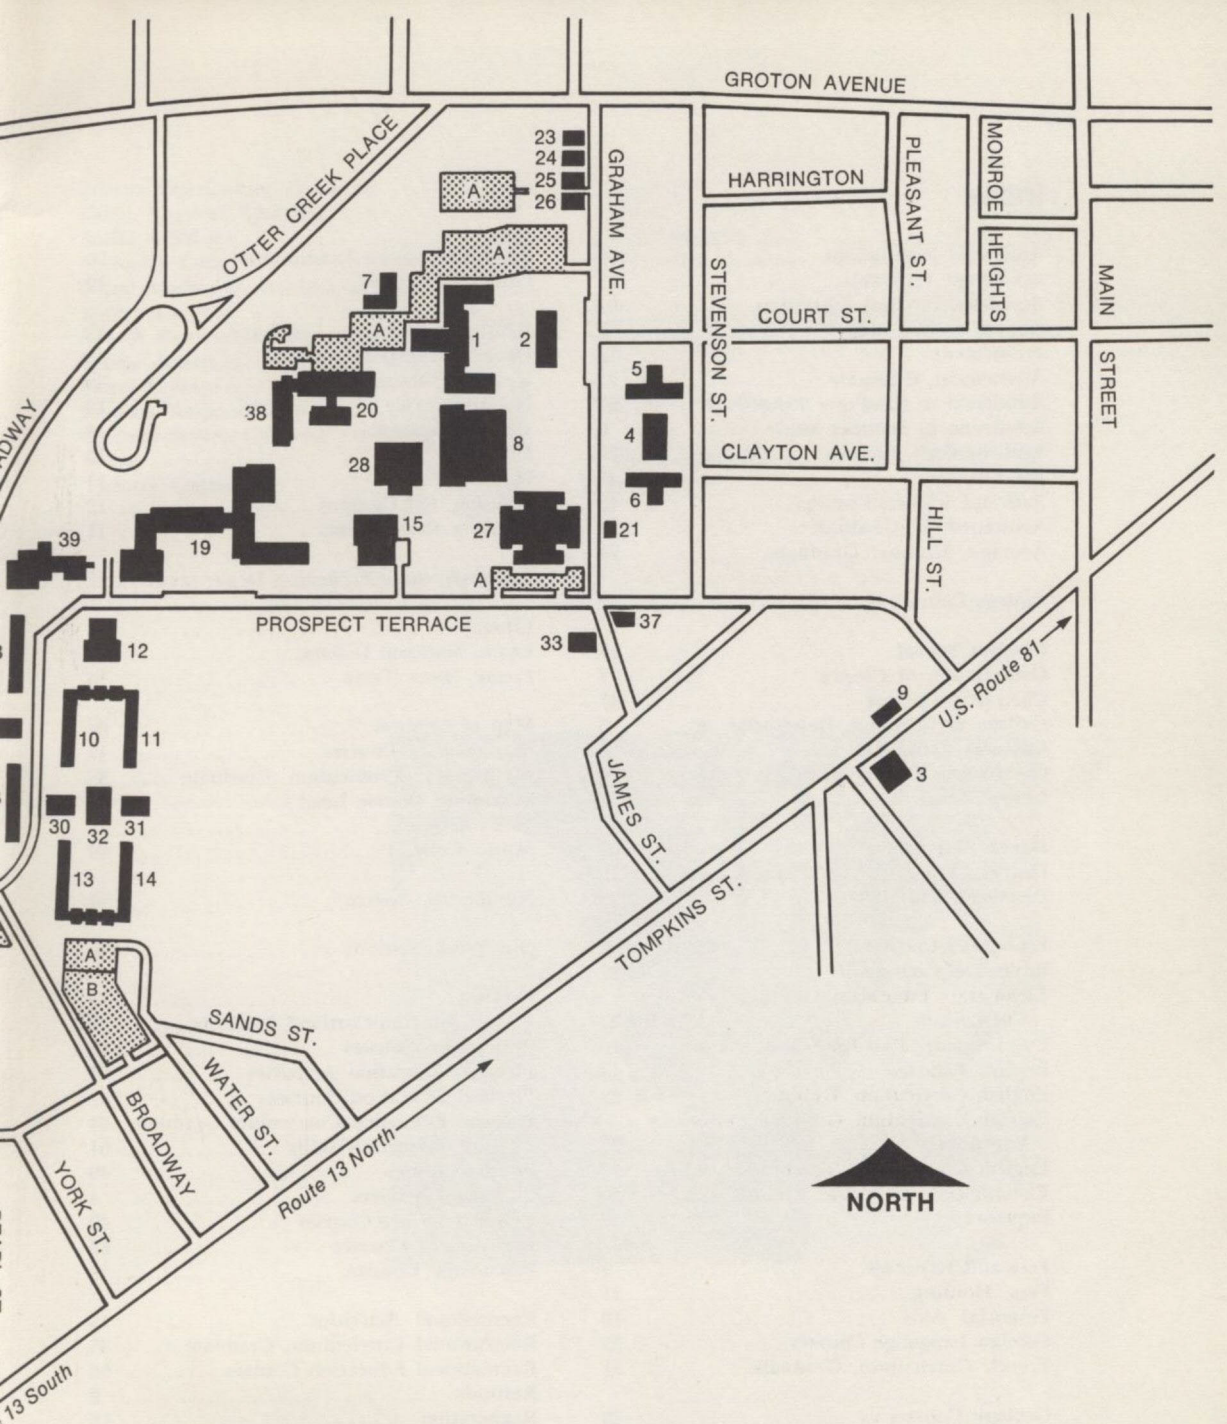 GROTON AVENUE
OTTER CREEK PLACE
23
24
25
26
A
GRAHAM AVE.
HARRINGTON
PLEASANT ST.
MONROE
HEIGHTS
A
7
A
1
2
STEVENSON ST.
COURT ST.
MAIN
STREET
5
4
6
38
20
8
28
CLAYTON AVE.
ADWAY
39
19
15
27
21
A
HILL ST.
PROSPECT TERRACE
37
33
12
U.S. Route 81
9
3
10
11
30
32
31
13
14
JAMES ST.
TOMPKINS ST.
A
B
SANDS ST.
WATER ST.
BROADWAY
YORK ST.
Route 13 North
NORTH
13 South